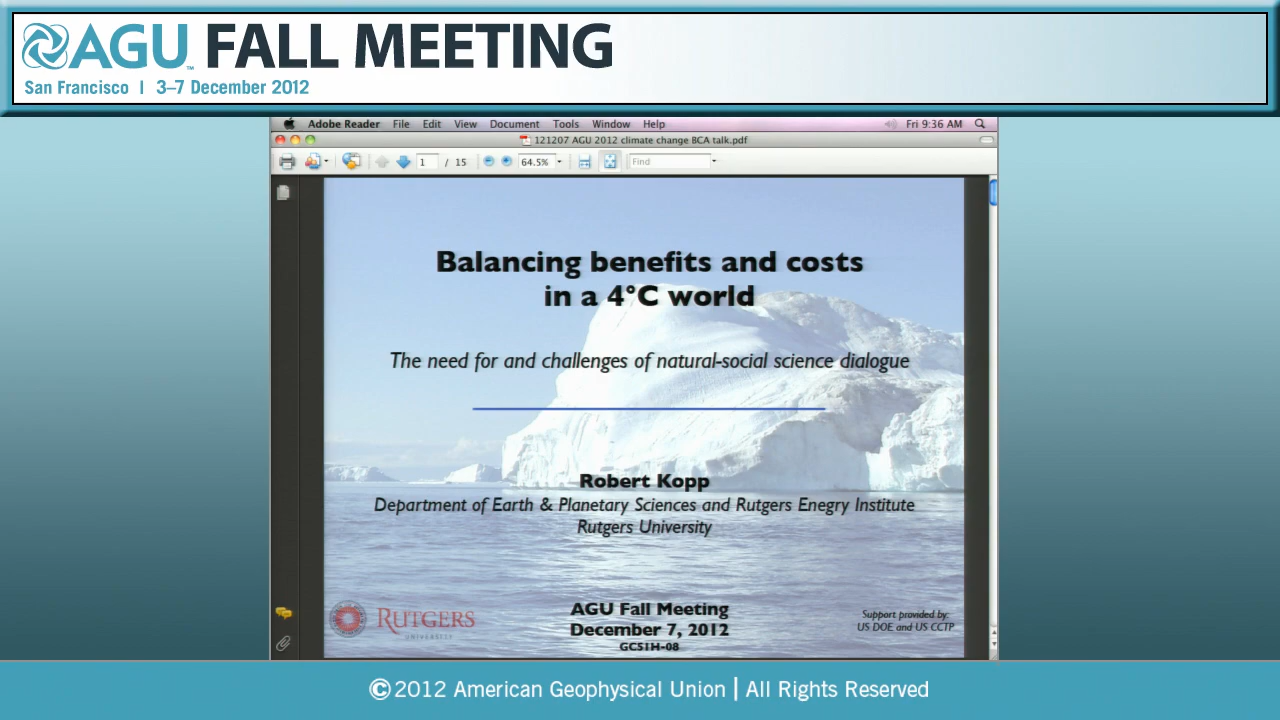 AGU™ FALL MEETING
San Francisco | 3–7 December 2012
Adobe Reader File Edit View Document Tools Window Help Fri 9:36 AM
121207 AGU 2012 climate change BCA talk.pdf
1 / 15 64.5% Find
Balancing benefits and costs
in a 4°C world
The need for and challenges of natural-social science dialogue
Robert Kopp
Department of Earth & Planetary Sciences and Rutgers Enegry Institute
Rutgers University
RUTGERS
UNIVERSITY
AGU Fall Meeting
December 7, 2012
GC51H-08
Support provided by:
US DOE and US CCTP
©2012 American Geophysical Union | All Rights Reserved